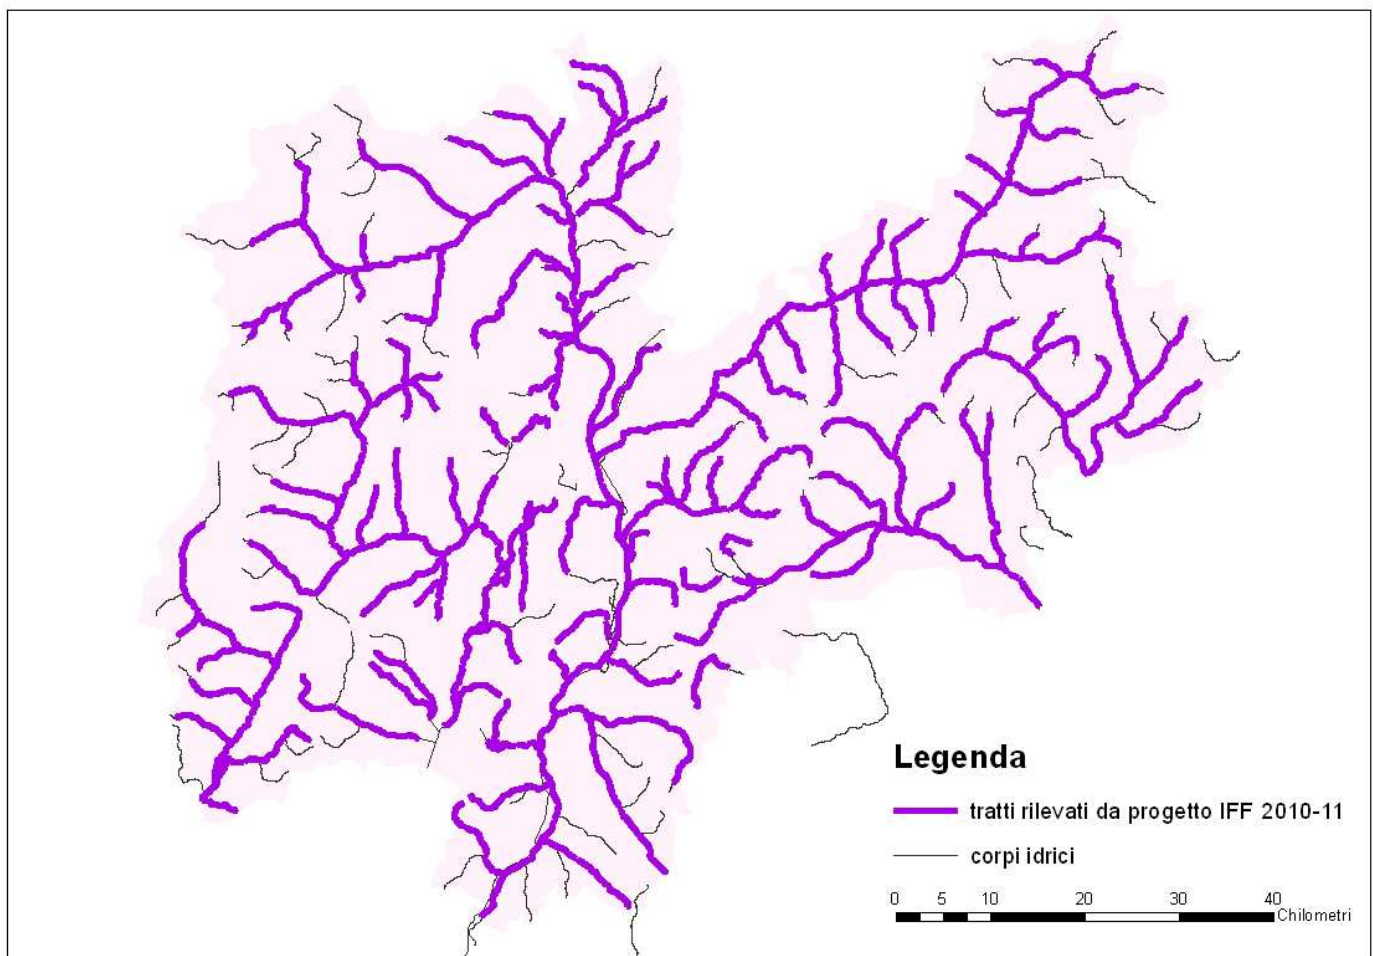 Legenda
tratti rilevati da progetto IFF 2010-11
corpi idrici
0 5 10 20 30 40
Chilometri